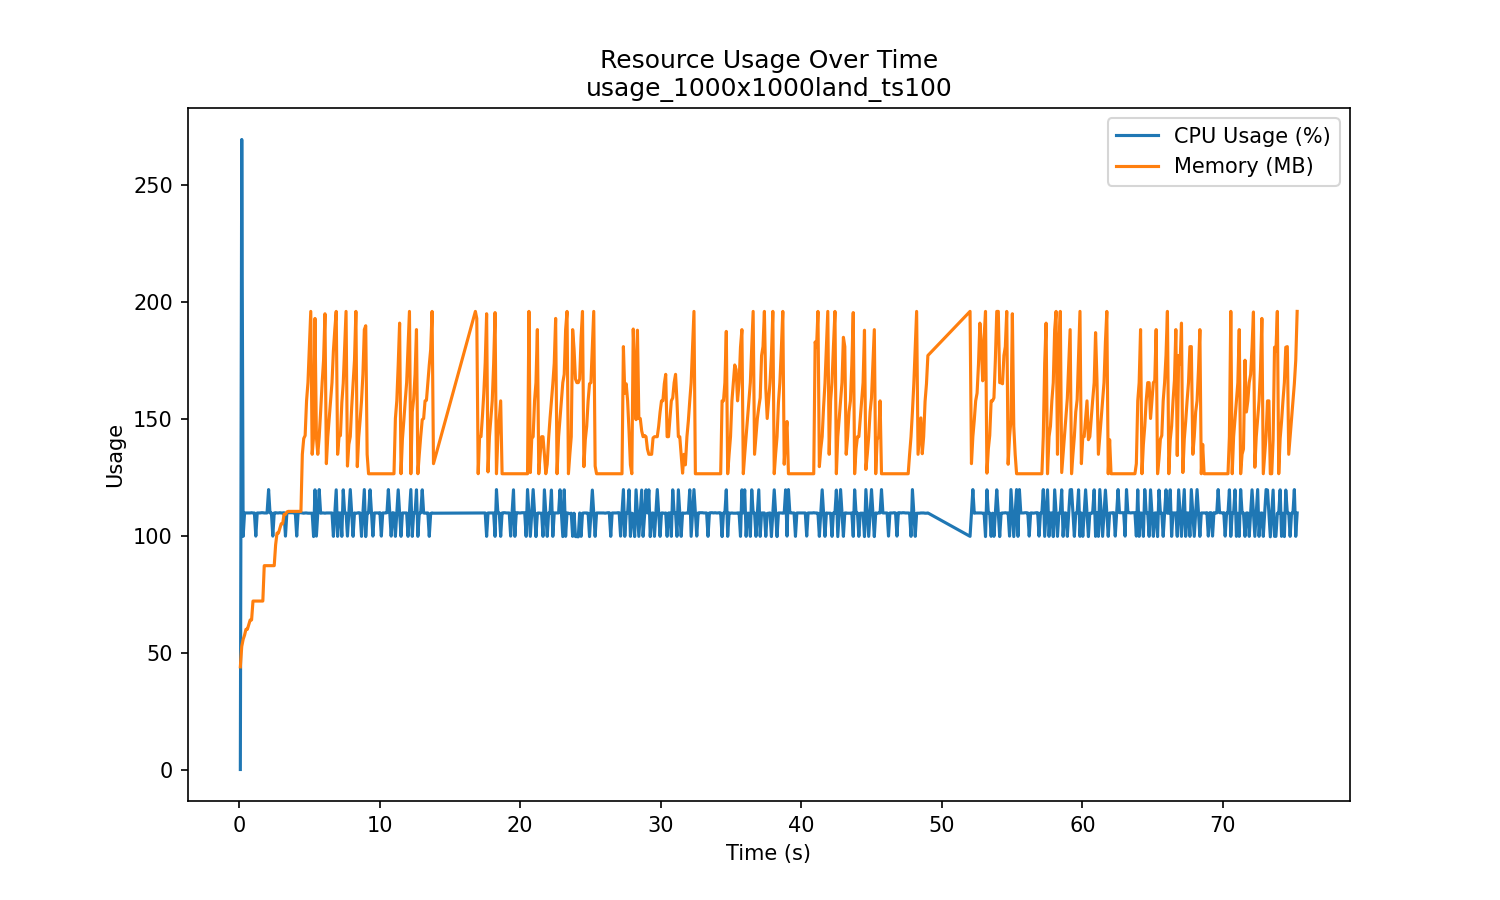 Resource Usage Over Time
usage_1000x1000land_ts100
CPU Usage (%)
Memory (MB)
250
200
150
100
50
0
Usage
0 10 20 30 40 50 60 70
Time (s)